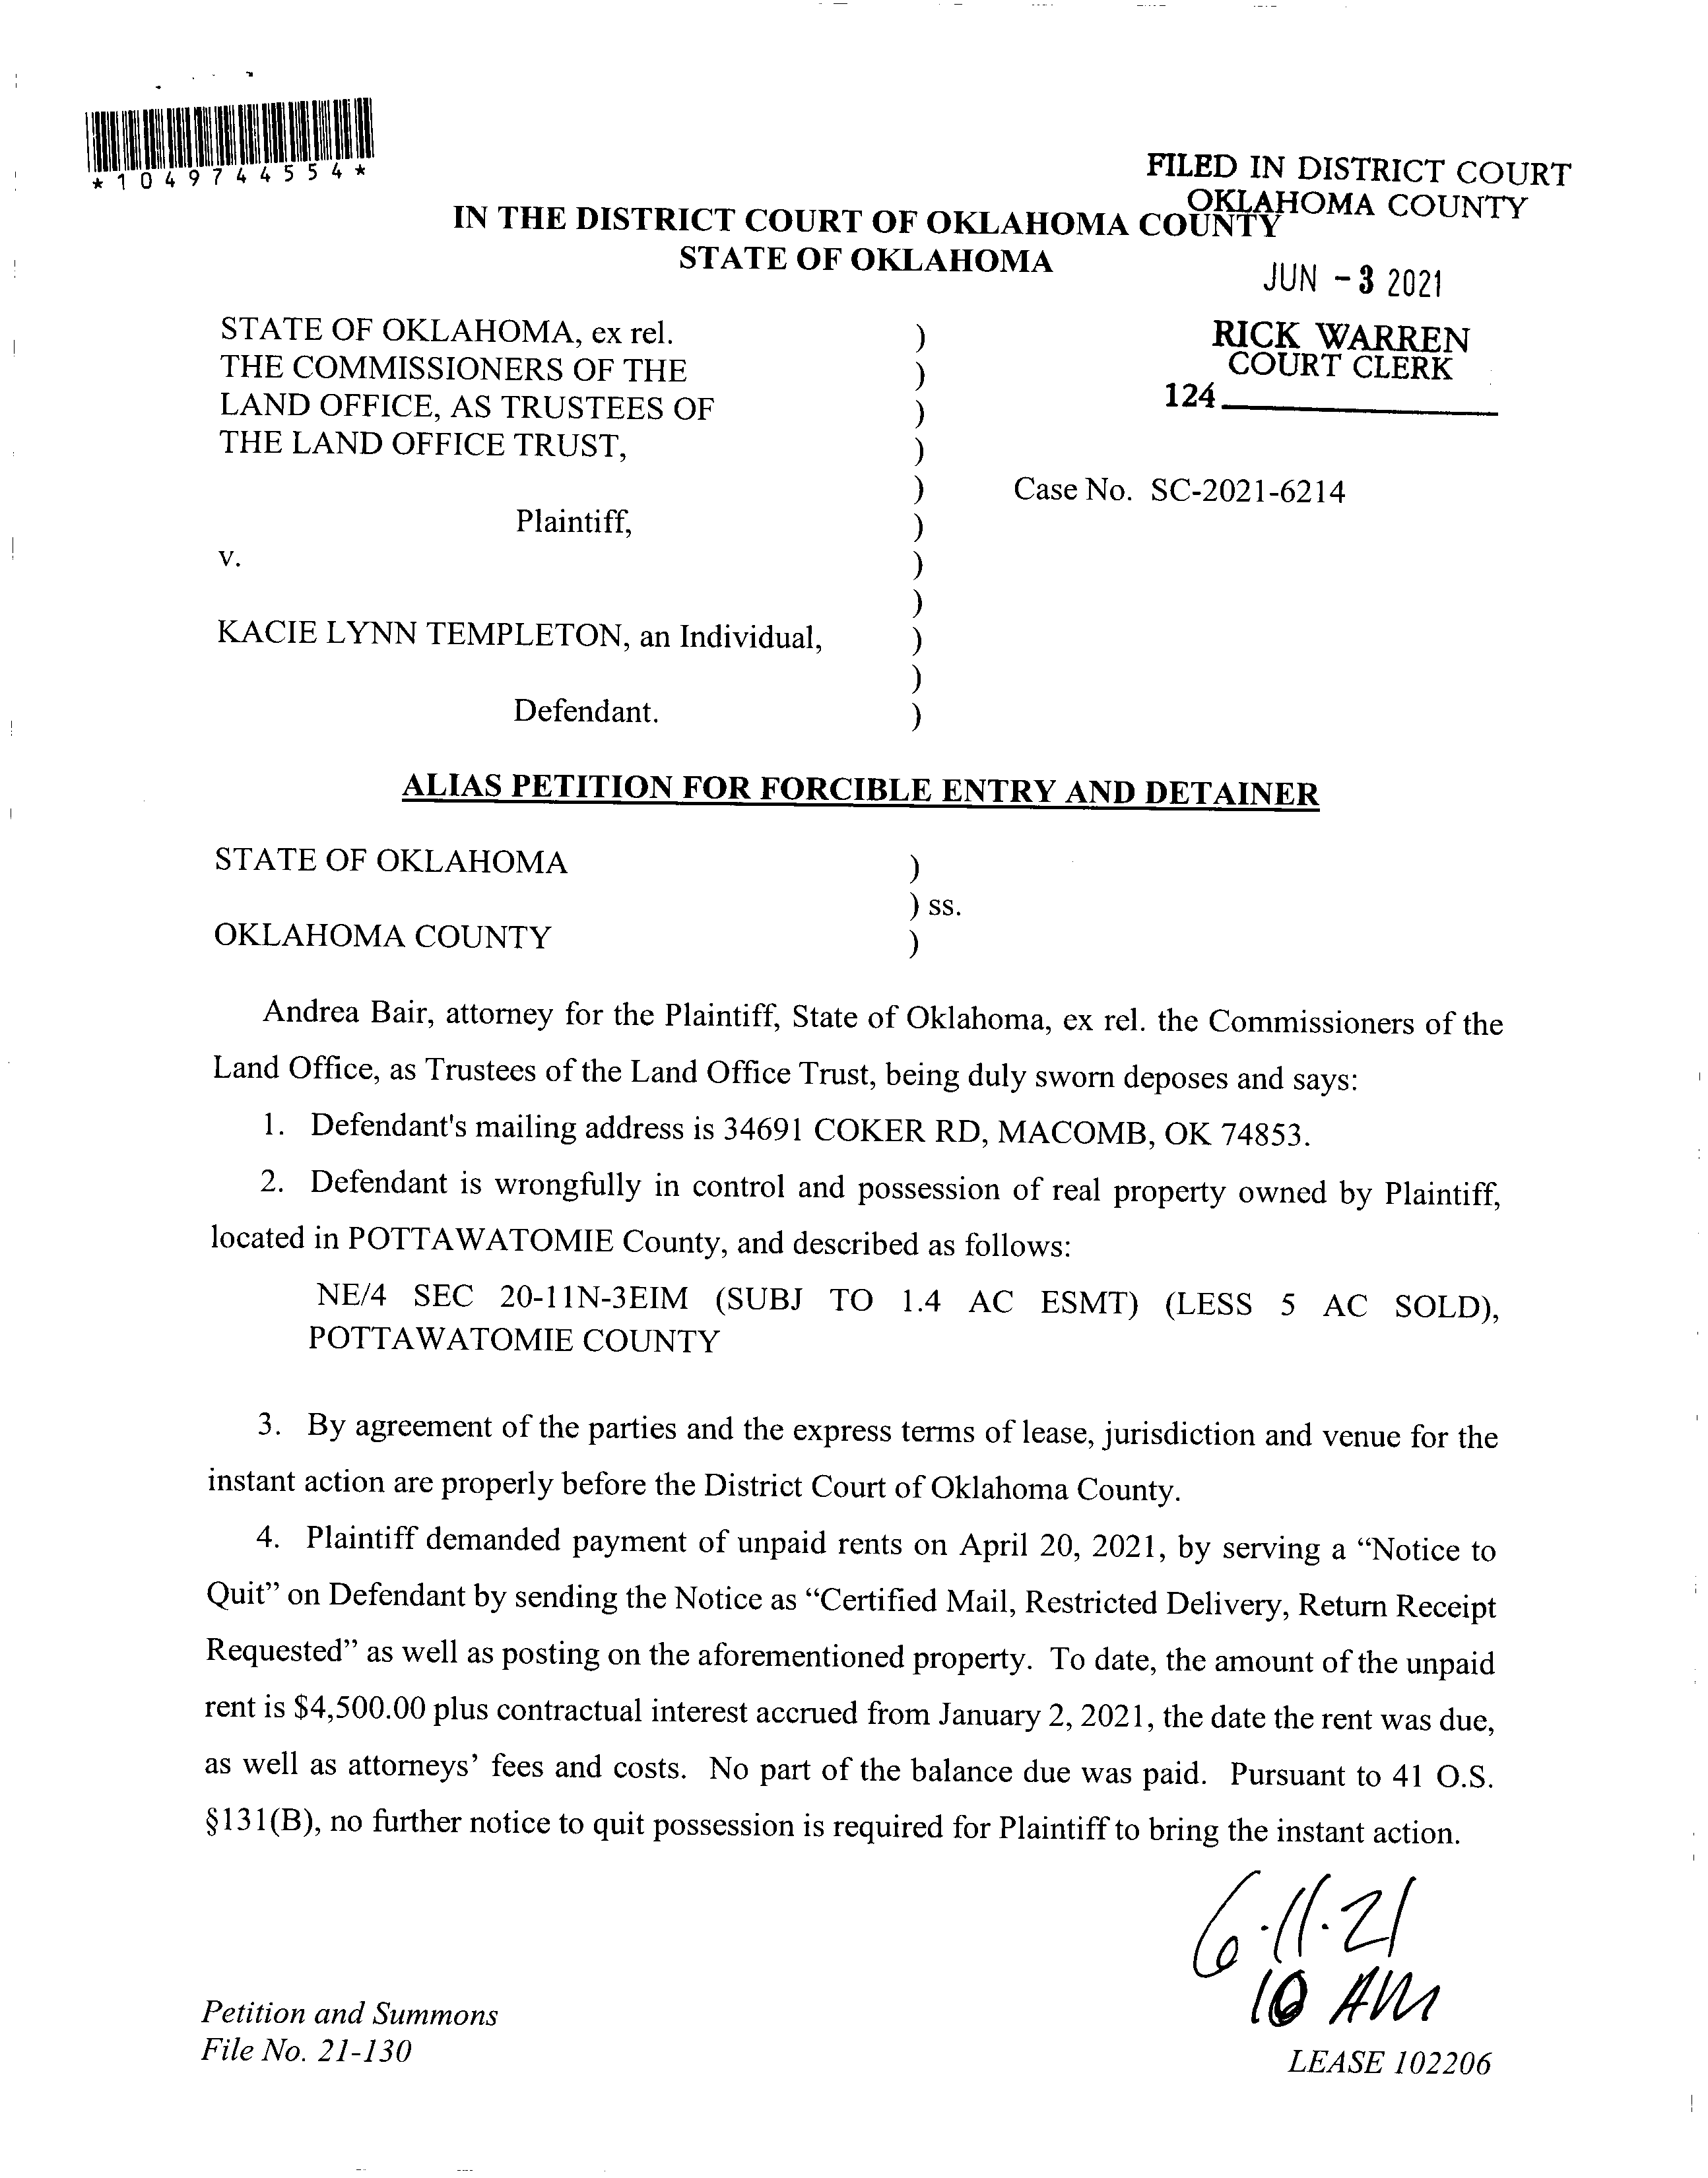 *1049744554*
FILED IN DISTRICT COURT
OKLAHOMA COUNTY
IN THE DISTRICT COURT OF OKLAHOMA COUNTY
STATE OF OKLAHOMA
JUN - 3 2021
RICK WARREN
COURT CLERK
124
STATE OF OKLAHOMA, ex rel. )
THE COMMISSIONERS OF THE )
LAND OFFICE, AS TRUSTEES OF )
THE LAND OFFICE TRUST, )
) Case No. SC-2021-6214
Plaintiff, )
v. )
)
KACIE LYNN TEMPLETON, an Individual, )
)
Defendant. )
ALIAS PETITION FOR FORCIBLE ENTRY AND DETAINER
STATE OF OKLAHOMA )
) ss.
OKLAHOMA COUNTY )
Andrea Bair, attorney for the Plaintiff, State of Oklahoma, ex rel. the Commissioners of the
Land Office, as Trustees of the Land Office Trust, being duly sworn deposes and says:
1. Defendant's mailing address is 34691 COKER RD, MACOMB, OK 74853.
2. Defendant is wrongfully in control and possession of real property owned by Plaintiff,
located in POTTAWATOMIE County, and described as follows:
NE/4 SEC 20-11N-3EIM (SUBJ TO 1.4 AC ESMT) (LESS 5 AC SOLD),
POTTAWATOMIE COUNTY
3. By agreement of the parties and the express terms of lease, jurisdiction and venue for the
instant action are properly before the District Court of Oklahoma County.
4. Plaintiff demanded payment of unpaid rents on April 20, 2021, by serving a “Notice to
Quit” on Defendant by sending the Notice as “Certified Mail, Restricted Delivery, Return Receipt
Requested” as well as posting on the aforementioned property. To date, the amount of the unpaid
rent is $4,500.00 plus contractual interest accrued from January 2, 2021, the date the rent was due,
as well as attorneys’ fees and costs. No part of the balance due was paid. Pursuant to 41 O.S.
§131(B), no further notice to quit possession is required for Plaintiff to bring the instant action.
6.11.21
10 AM
Petition and Summons
File No. 21-130
LEASE 102206